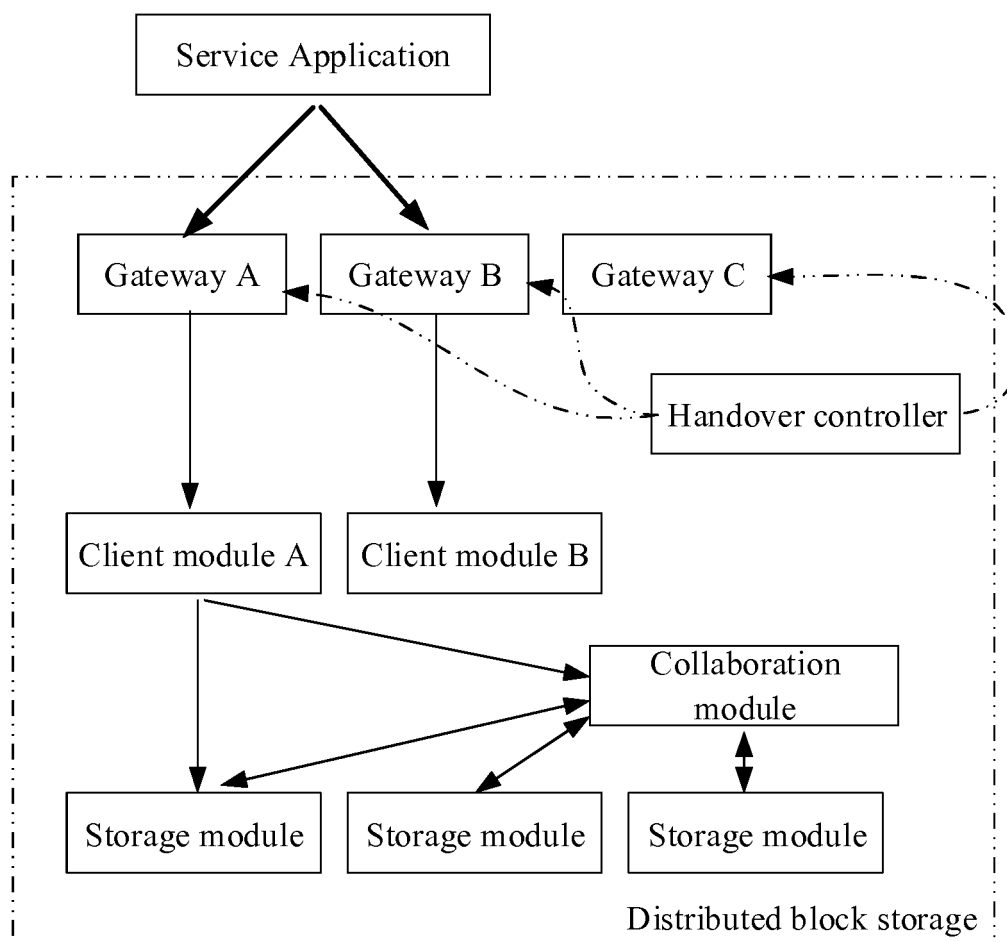 Service Application
Gateway A
Gateway B
Gateway C
Handover controller
Client module A
Client module B
Collaboration
module
Storage module
Storage module
Storage module
Distributed block storage